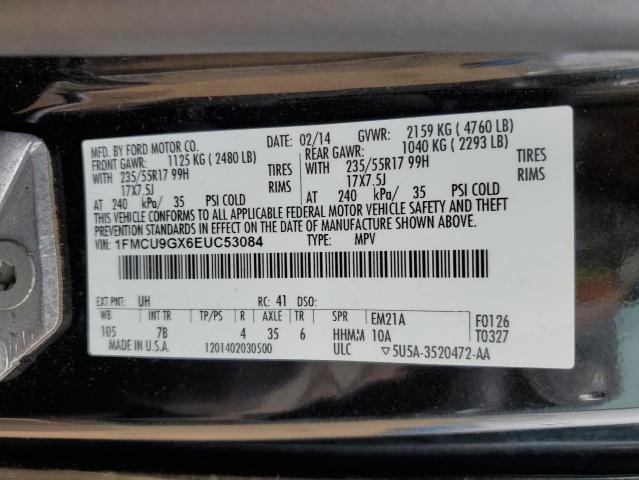 MFD. BY FORD MOTOR CO. DATE: 02/14 GVWR: 2159 KG ( 4760 LB)
FRONT GAWR: 1125 KG ( 2480 LB) REAR GAWR: 1040 KG ( 2293 LB)
WITH 235/55R17 99H TIRES WITH 235/55R17 99H TIRES
17X7.5J RIMS 17X7.5J RIMS
AT 240 kPa/ 35 PSI COLD AT 240 kPa/ 35 PSI COLD
THIS VEHICLE CONFORMS TO ALL APPLICABLE FEDERAL MOTOR VEHICLE SAFETY AND THEFT
PREVENTION STANDARDS IN EFFECT ON THE DATE OF MANUFACTURE SHOWN ABOVE.
VIN: 1FMCU9GX6EUC53084 TYPE: MPV
EXT PNT: UH RC: 41 DSO:
WB INT TR TP/PS R AXLE TR SPR EM21A F0126
105 7B 4 35 6 HHMM 10A T0327
MADE IN U.S.A. 1201402030500 ULC ▽5U5A-3520472-AA